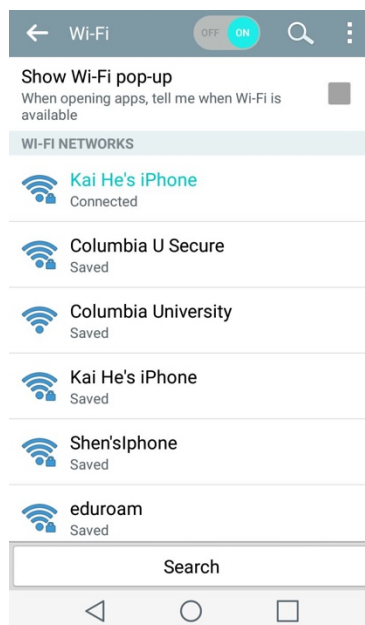 Wi-Fi
OFF ON
Show Wi-Fi pop-up
When opening apps, tell me when Wi-Fi is
available
WI-FI NETWORKS
Kai He's iPhone
Connected
Columbia U Secure
Saved
Columbia University
Saved
Kai He's iPhone
Saved
Shen'sIphone
Saved
eduroam
Saved
Search